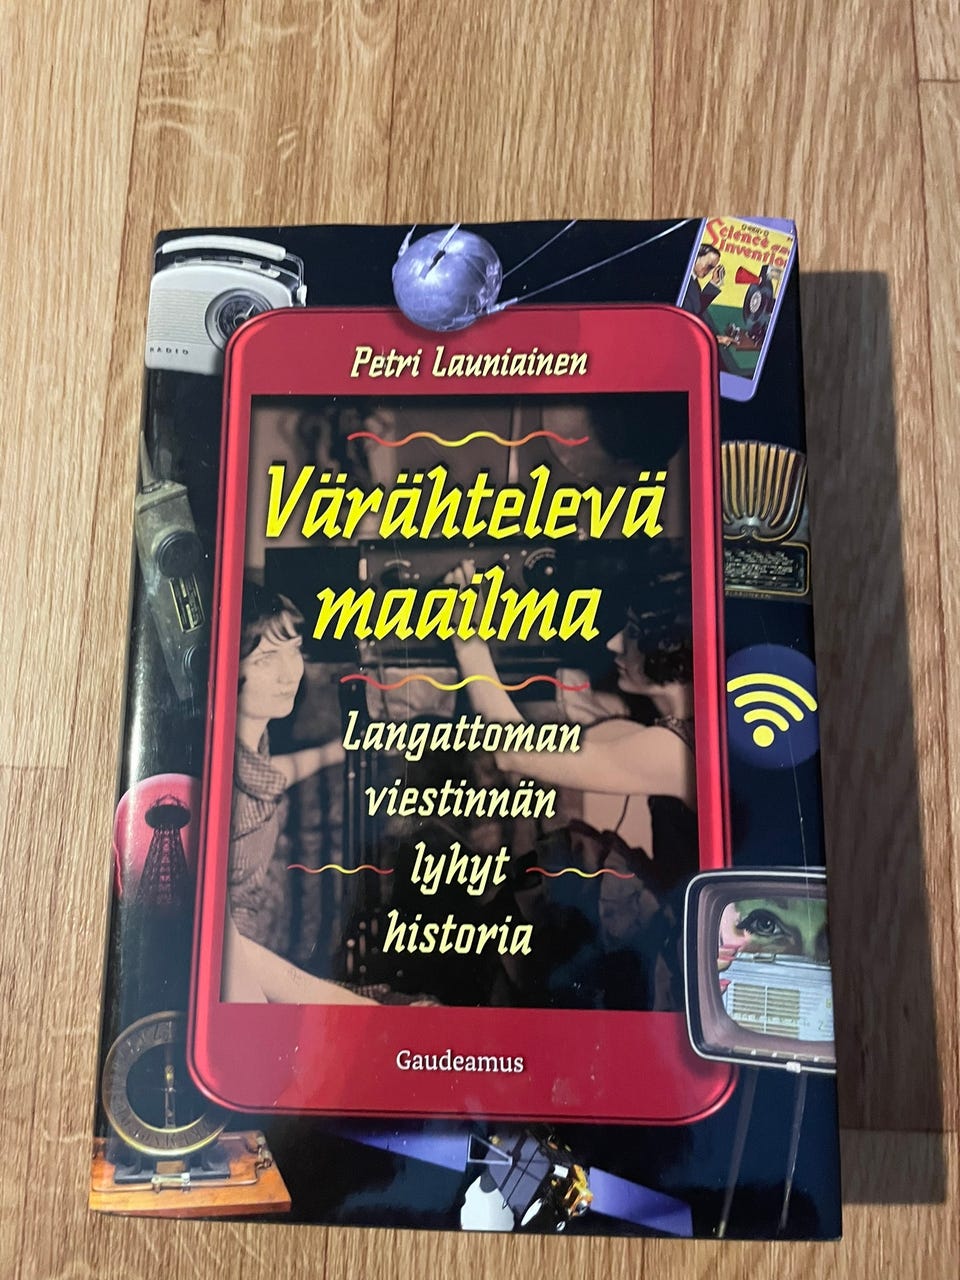 RADIO
Science and
Invention
Petri Launiainen
Värähtelevä
maailma
Langattoman
viestinnän
lyhyt
historia
Gaudeamus